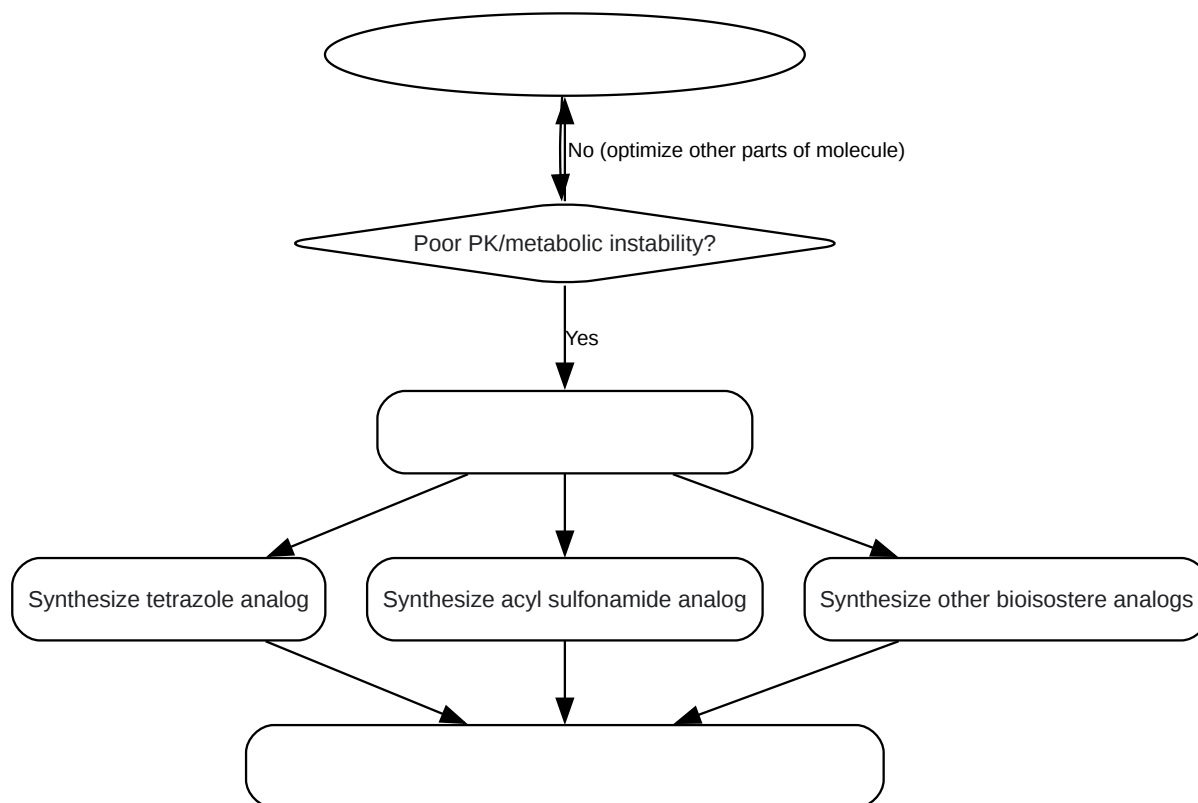 No (optimize other parts of molecule)
Poor PK/metabolic instability?
Yes
Synthesize tetrazole analog
Synthesize acyl sulfonamide analog
Synthesize other bioisostere analogs